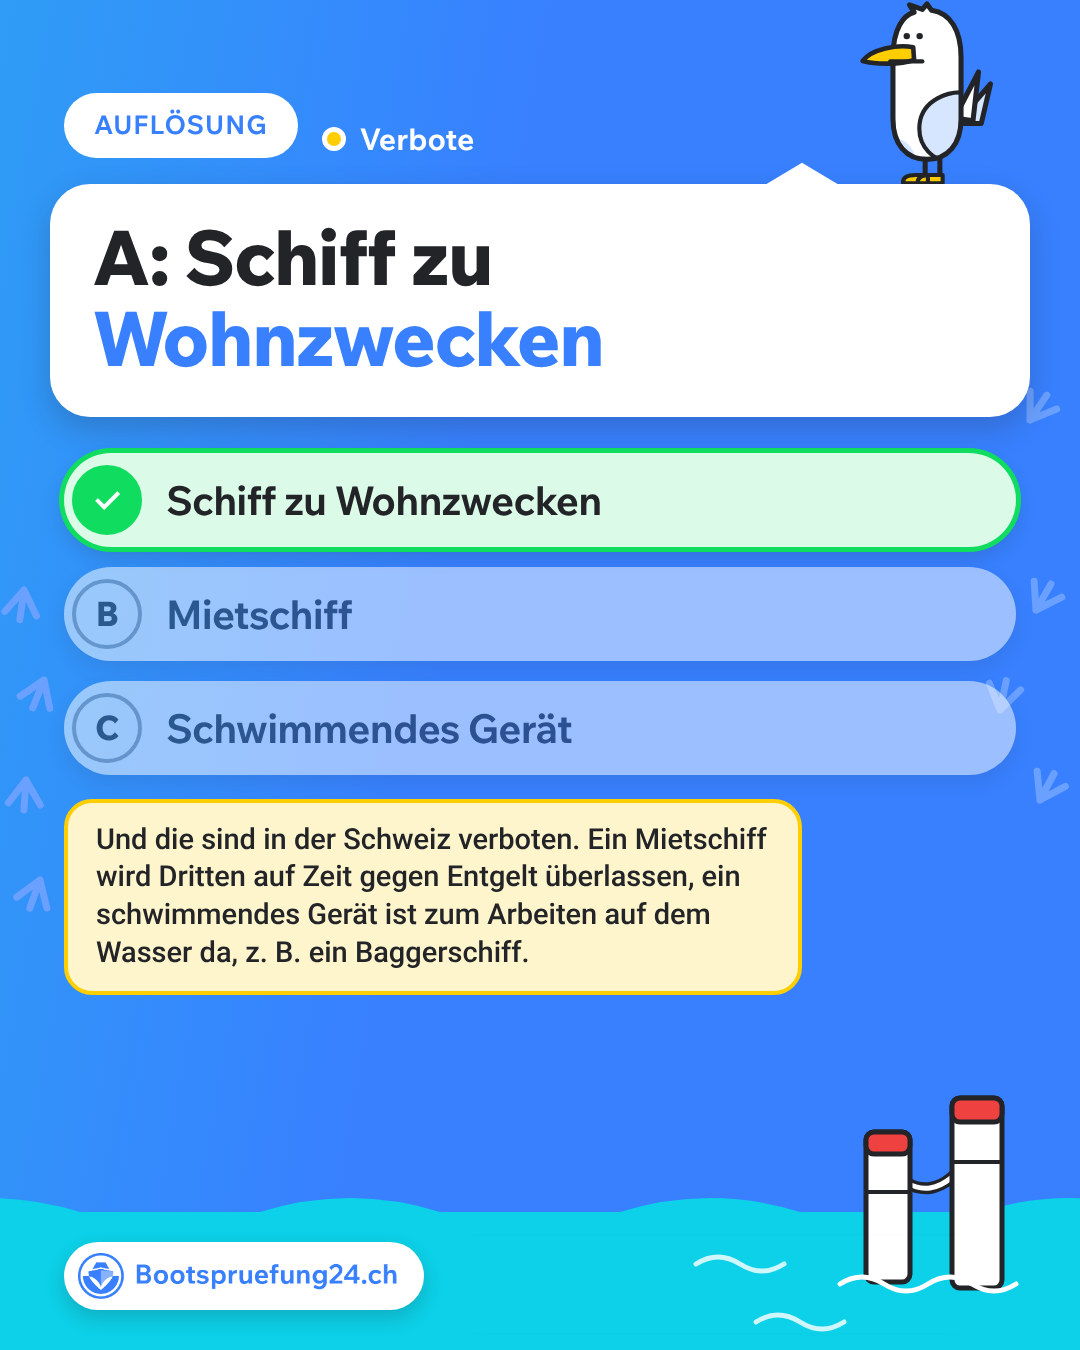 AUFLÖSUNG
Verbote
A: Schiff zu
Wohnzwecken
Schiff zu Wohnzwecken
B Mietschiff
C Schwimmendes Gerät
Und die sind in der Schweiz verboten. Ein Mietschiff
wird Dritten auf Zeit gegen Entgelt überlassen, ein
schwimmendes Gerät ist zum Arbeiten auf dem
Wasser da, z. B. ein Baggerschiff.
Bootspruefung24.ch